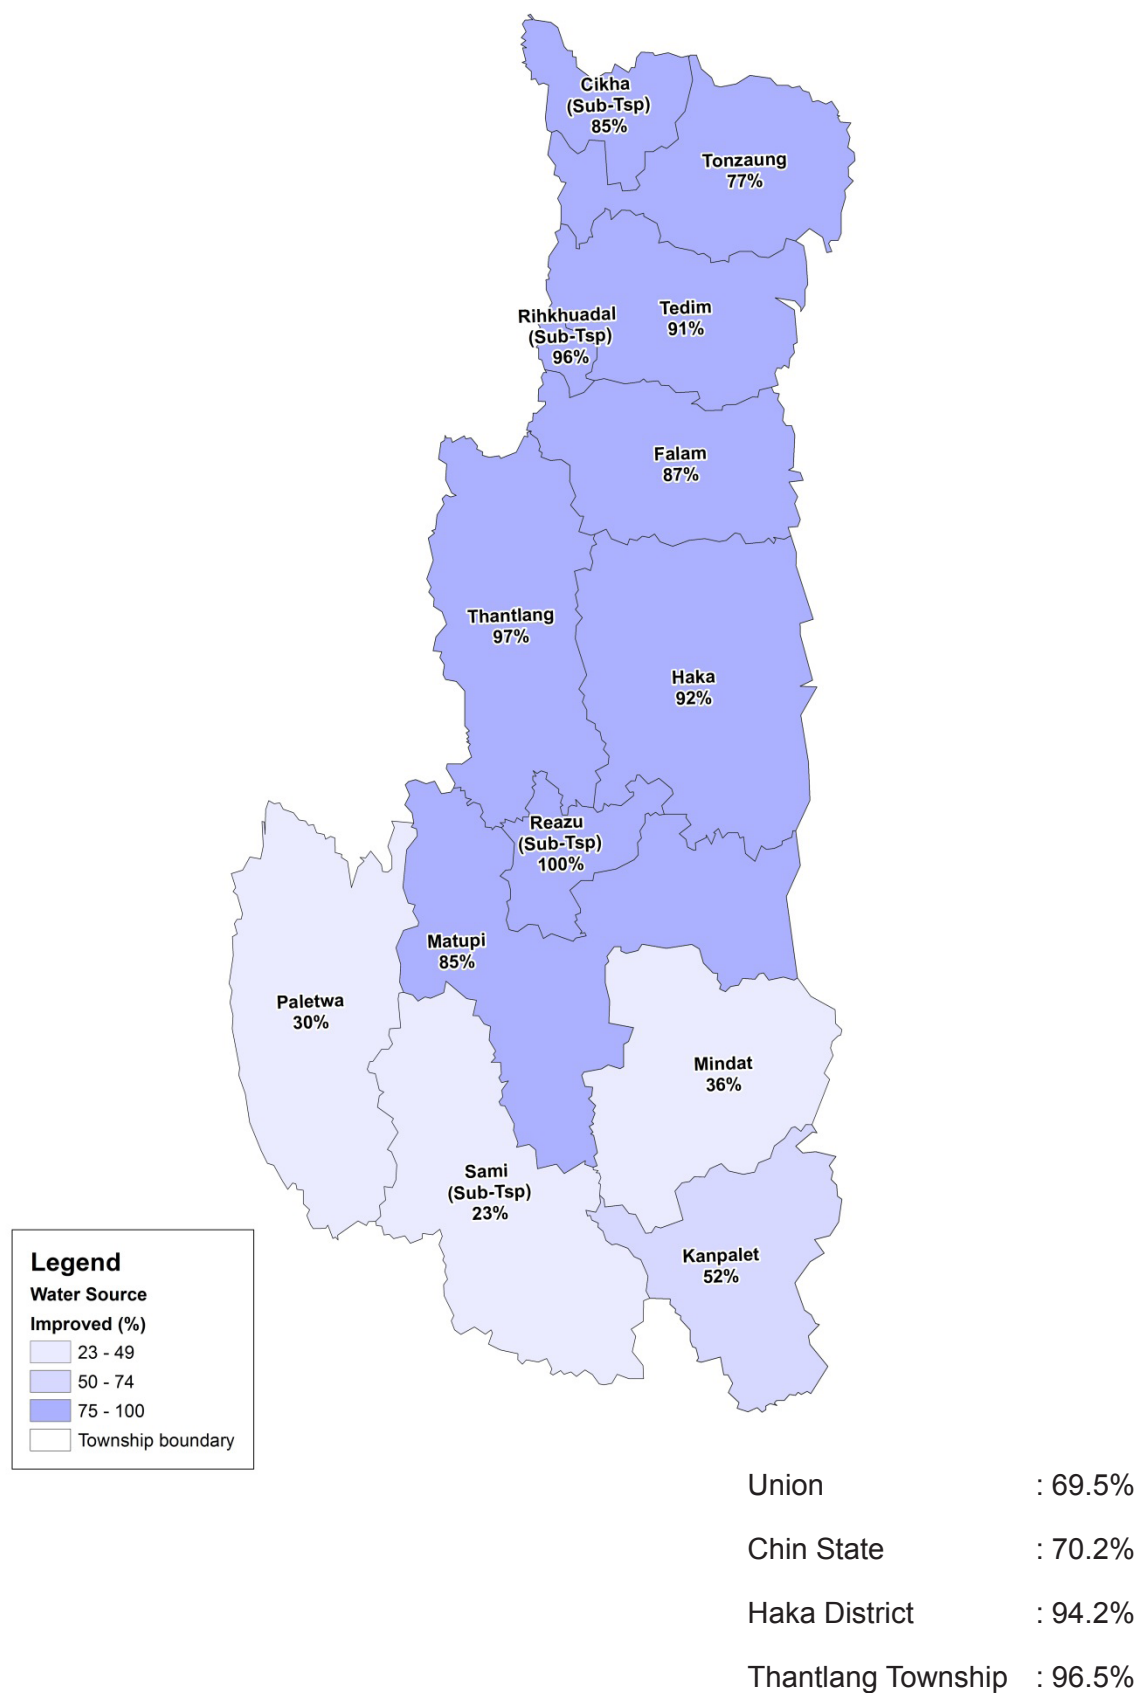 Cikha
(Sub-Tsp)
85%
Tonzaung
77%
Tedim
91%
Rihkhuadal
(Sub-Tsp)
96%
Falam
87%
Thantlang
97%
Haka
92%
Reazu
(Sub-Tsp)
100%
Matupi
85%
Paletwa
30%
Mindat
36%
Sami
(Sub-Tsp)
23%
Kanpalet
52%
Legend
Water Source
Improved (%)
23 - 49
50 - 74
75 - 100
Township boundary
Union : 69.5%
Chin State : 70.2%
Haka District : 94.2%
Thantlang Township : 96.5%